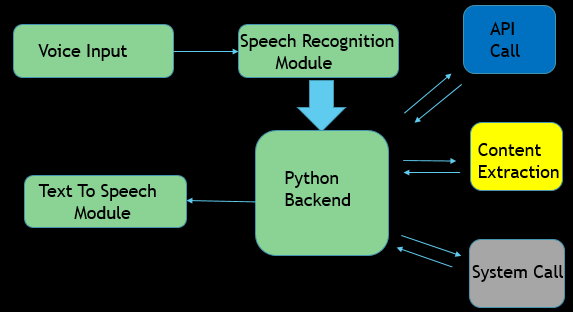 Voice Input
Speech Recognition
Module
API
Call
Content
Extraction
Python
Backend
Text To Speech
Module
System Call